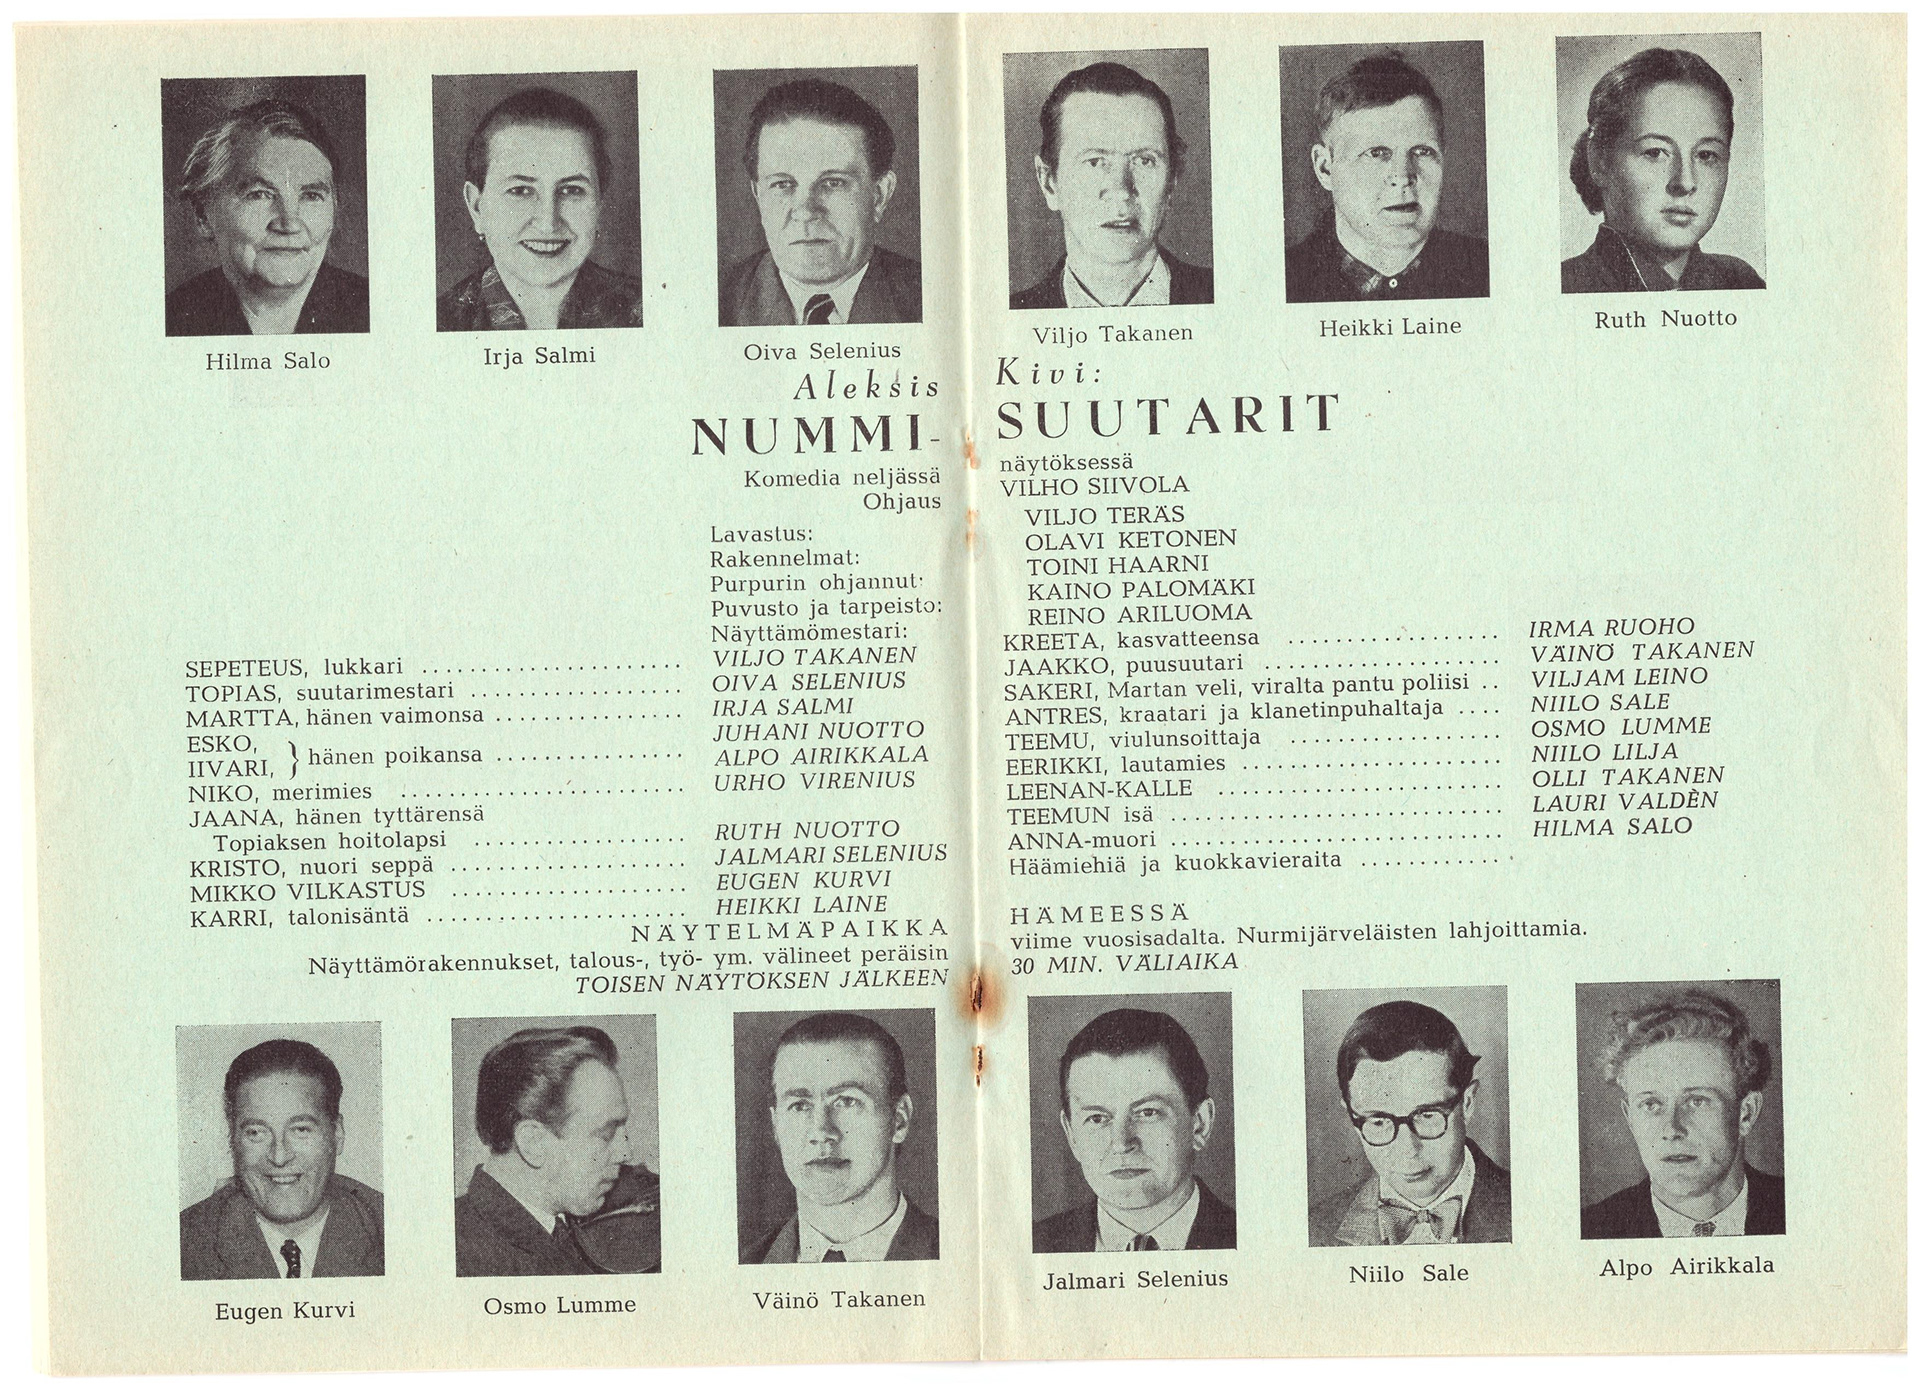 Hilma Salo
Irja Salmi
Oiva Selenius
Viljo Takanen
Heikki Laine
Ruth Nuotto
Aleksis Kivi:
NUMMI- SUUTARIT
Komedia neljässä näytöksessä
Ohjaus VILHO SIIVOLA
Lavastus: VILJO TERÄS
Rakennelmat: OLAVI KETONEN
Purpurin ohjannut: TOINI HAARNI
Puvusto ja tarpeisto: KAINO PALOMÄKI
Näyttämömestari: REINO ARILUOMA
SEPETEUS, lukkari ..................... VILJO TAKANEN
TOPIAS, suutarimestari ................. OIVA SELENIUS
MARTTA, hänen vaimonsa ............... IRJA SALMI
ESKO, JUHANI NUOTTO
} hänen poikansa ...............
IIVARI, ALPO AIRIKKALA
NIKO, merimies ....................... URHO VIRENIUS
JAANA, hänen tyttärensä
Topiaksen hoitolapsi ................. RUTH NUOTTO
KRISTO, nuori seppä ................... JALMARI SELENIUS
MIKKO VILKASTUS ................... EUGEN KURVI
KARRI, talonisäntä ..................... HEIKKI LAINE
KREETA, kasvatteensa ................. IRMA RUOHO
JAAKKO, puusuutari ................... VÄINÖ TAKANEN
SAKERI, Martan veli, viralta pantu poliisi .. VILJAM LEINO
ANTRES, kraatari ja klanetinpuhaltaja .... NIILO SALE
TEEMU, viulunsoittaja ................. OSMO LUMME
EERIKKI, lautamies ..................... NIILO LILJA
LEENAN-KALLE ....................... OLLI TAKANEN
TEEMUN isä ........................... LAURI VALDÈN
ANNA-muori ........................... HILMA SALO
Häämiehiä ja kuokkavieraita .............
NÄYTELMÄPAIKKA HÄMEESSÄ
Näyttämörakennukset, talous-, työ- ym. välineet peräisin viime vuosisadalta. Nurmijärveläisten lahjoittamia.
TOISEN NÄYTÖKSEN JÄLKEEN 30 MIN. VÄLIAIKA
Eugen Kurvi
Osmo Lumme
Väinö Takanen
Jalmari Selenius
Niilo Sale
Alpo Airikkala